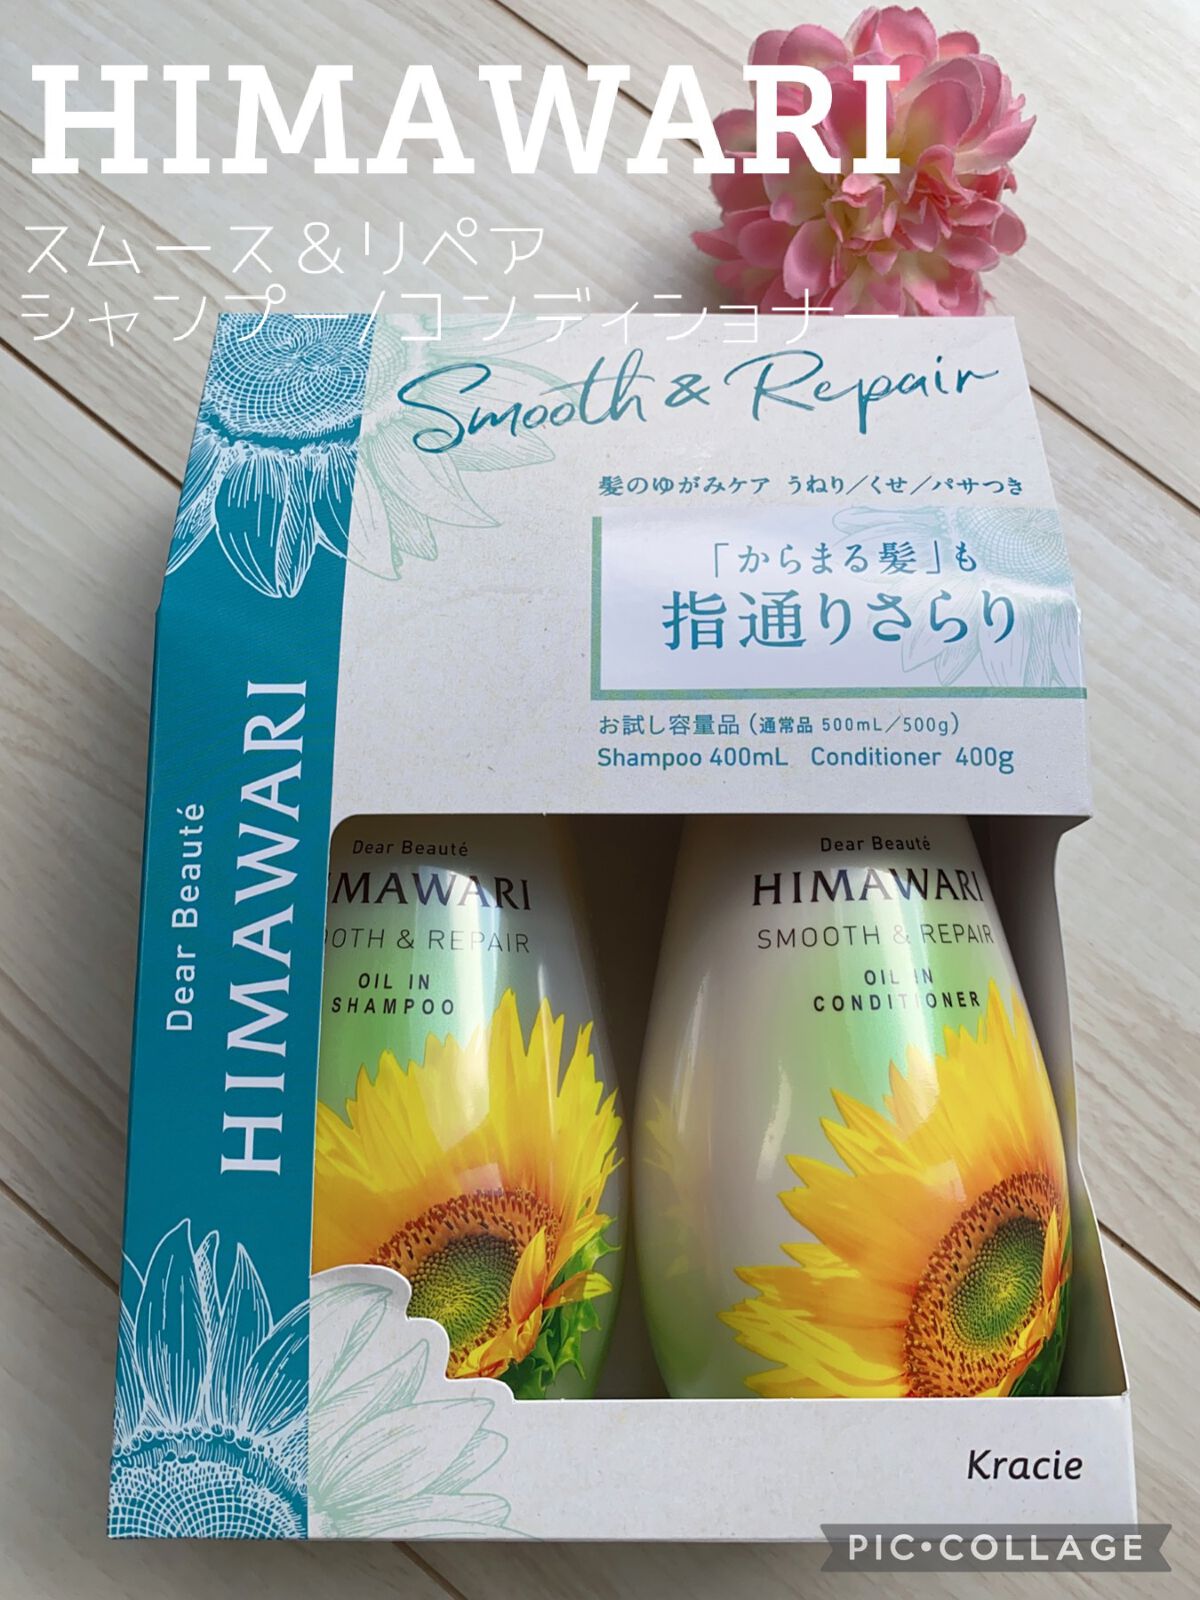 HIMAWARI
スムース&リペア
シャンプー/コンディショナー
Smooth & Repair
髪のゆがみケア うねり/くせ/パサつき
「からまる髪」も
指通りさらり
お試し容量品(通常品 500mL/500g)
Shampoo 400mL Conditioner 400g
Dear Beauté
HIMAWARI
Dear Beauté
IMAWARI
OOTH & REPAIR
OIL IN
SHAMPOO
Dear Beauté
HIMAWARI
SMOOTH & REPAIR
OIL IN
CONDITIONER
Kracie
PIC•COLLAGE